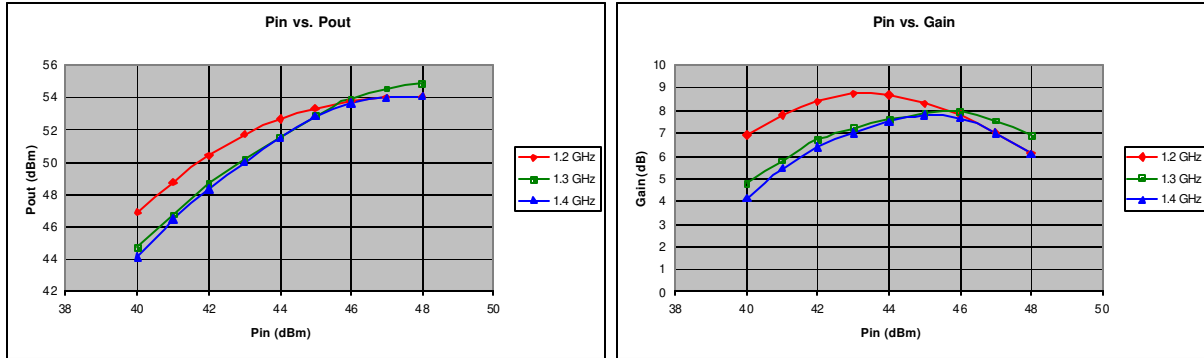 Pin vs. Pout
56
54
52
50
48
46
44
42
38
40
42
44
46
48
50
Pout (dBm)
Pin (dBm)
1.2 GHz
1.3 GHz
1.4 GHz
Pin vs. Gain
10
9
8
7
6
5
4
3
2
1
0
38
40
42
44
46
48
50
Gain(dB)
Pin (dBm)
1.2 GHz
1.3 GHz
1.4 GHz